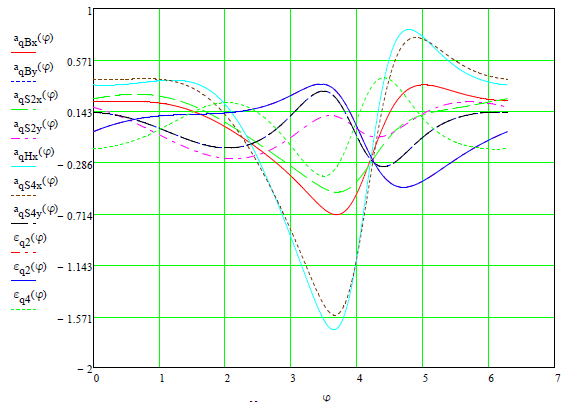 1
a_qBx(φ)
0.571
a_qBy(φ)
a_qS2x(φ)
0.143
a_qS2y(φ)
a_qHx(φ)
− 0.286
a_qS4x(φ)
a_qS4y(φ)
− 0.714
ε_q2(φ)
− 1.143
ε_q2(φ)
ε_q4(φ)
− 1.571
− 2
0 1 2 3 4 5 6 7
φ